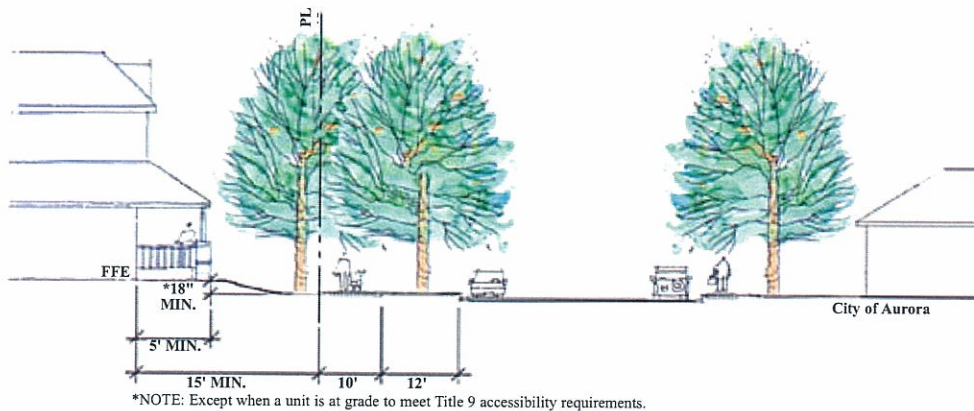 PL
FFE
*18"
MIN.
City of Aurora
5' MIN.
15' MIN. 10' 12'
*NOTE: Except when a unit is at grade to meet Title 9 accessibility requirements.